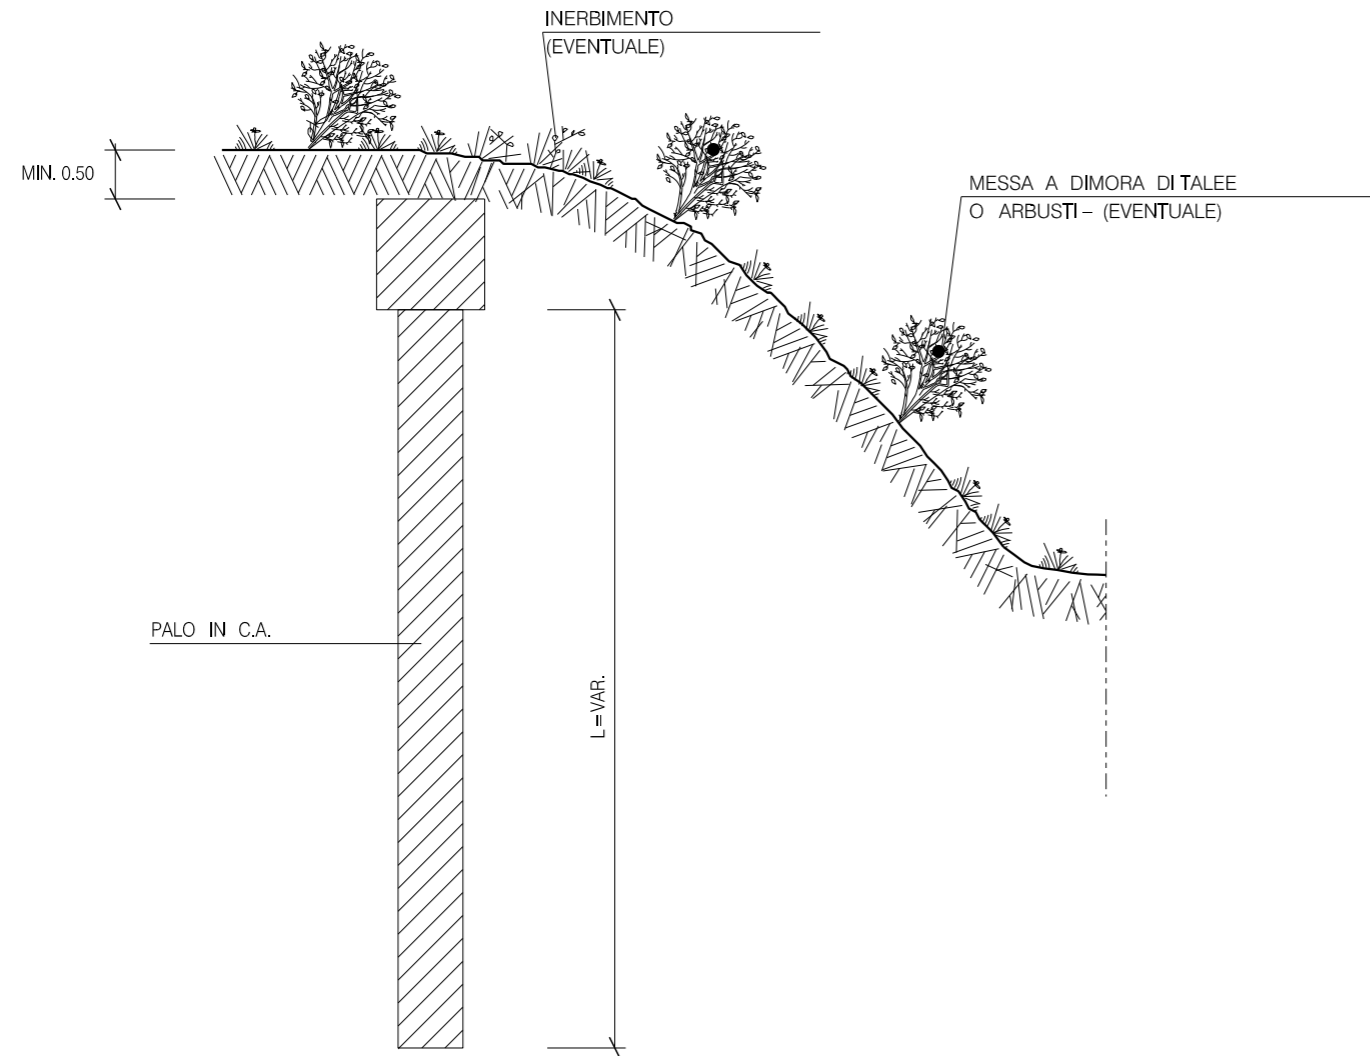 INERBIMENTO
(EVENTUALE)
MIN. 0.50
MESSA A DIMORA DI TALEE
O ARBUSTI - (EVENTUALE)
PALO IN C.A.
L=VAR.